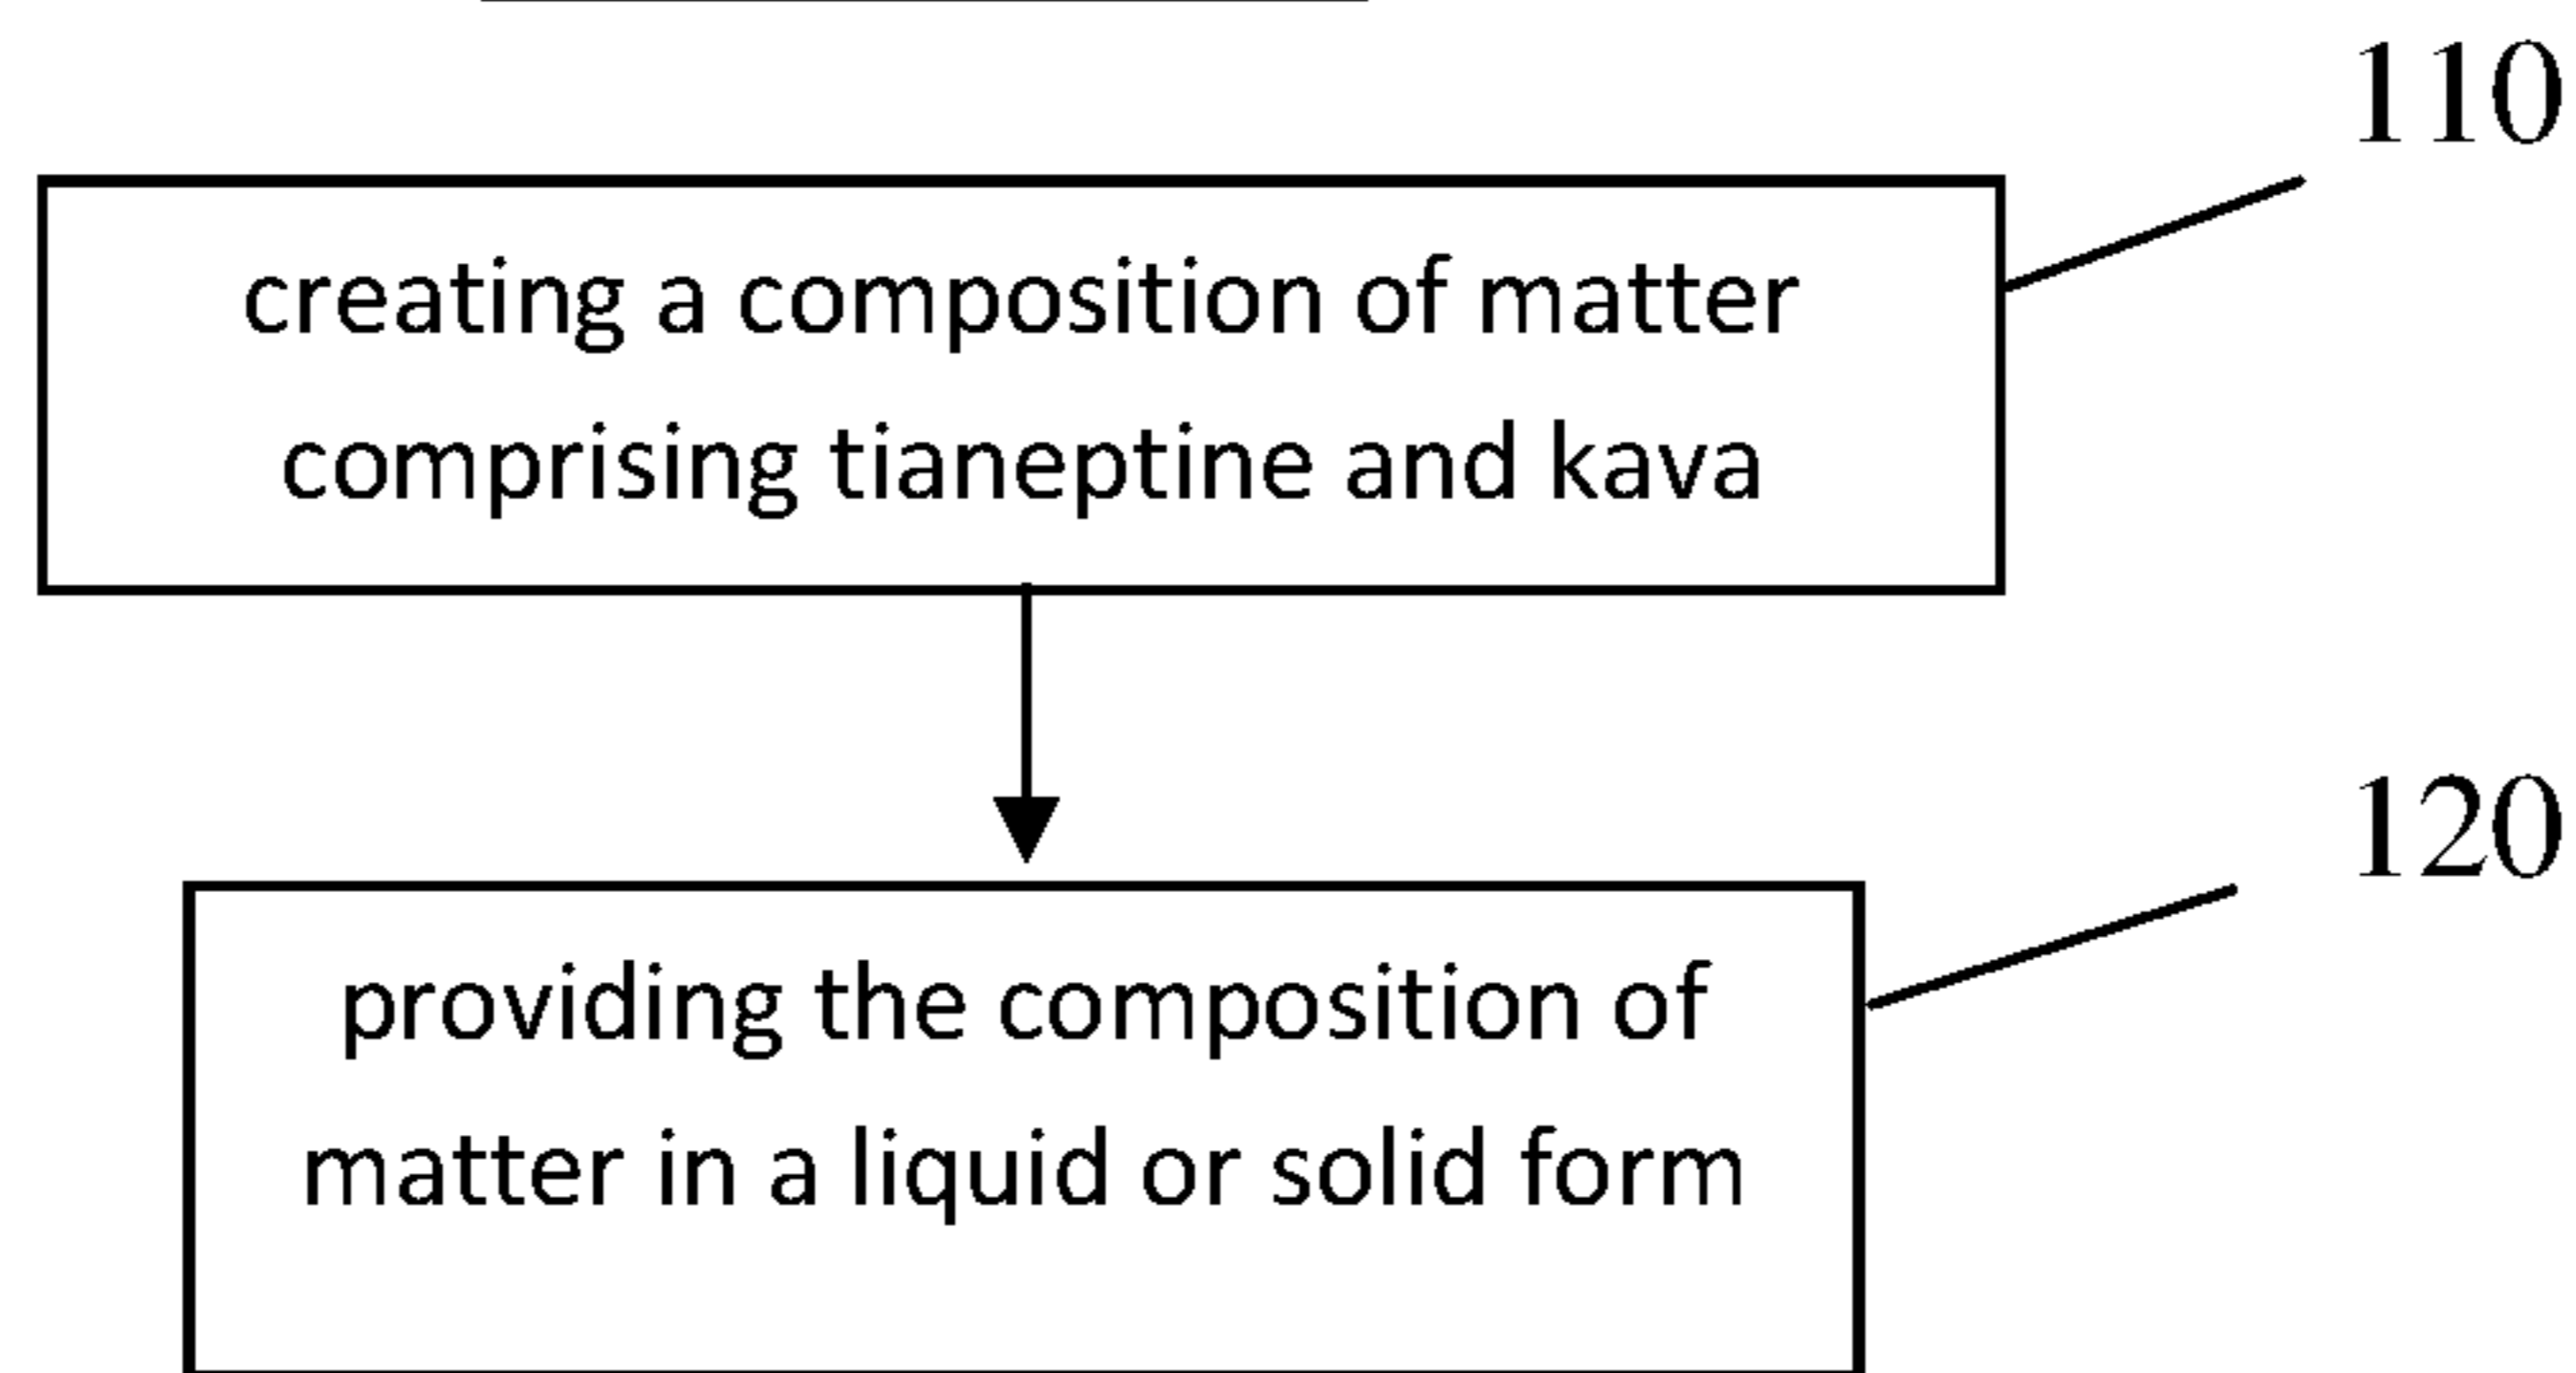 110
creating a composition of matter
comprising tianeptine and kava
120
providing the composition of
matter in a liquid or solid form